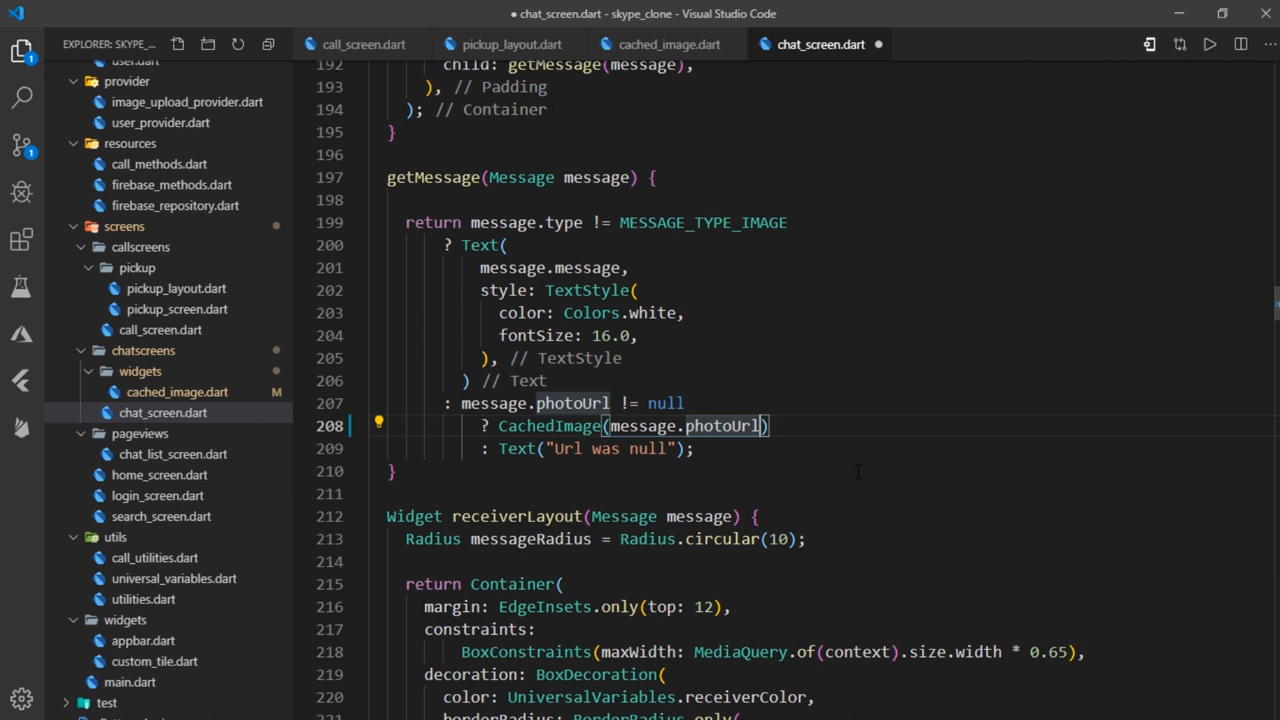 ● chat_screen.dart - skype_clone - Visual Studio Code
EXPLORER: SKYPE_...
call_screen.dart
pickup_layout.dart
cached_image.dart
chat_screen.dart ●
1
1
user.dart
provider
image_upload_provider.dart
user_provider.dart
resources
call_methods.dart
firebase_methods.dart
firebase_repository.dart
screens
callscreens
pickup
pickup_layout.dart
pickup_screen.dart
call_screen.dart
chatscreens
widgets
cached_image.dart M
chat_screen.dart
pageviews
chat_list_screen.dart
home_screen.dart
login_screen.dart
search_screen.dart
utils
call_utilities.dart
universal_variables.dart
utilities.dart
widgets
appbar.dart
custom_tile.dart
main.dart
test
192 child: getMessage(message),
193 ), // Padding
194 ); // Container
195 }
196
197 getMessage(Message message) {
198
199 return message.type != MESSAGE_TYPE_IMAGE
200 ? Text(
201 message.message,
202 style: TextStyle(
203 color: Colors.white,
204 fontSize: 16.0,
205 ), // TextStyle
206 ) // Text
207 : message.photoUrl != null
208 ? CachedImage(message.photoUrl)
209 : Text("Url was null");
210 }
211
212 Widget receiverLayout(Message message) {
213 Radius messageRadius = Radius.circular(10);
214
215 return Container(
216 margin: EdgeInsets.only(top: 12),
217 constraints:
218 BoxConstraints(maxWidth: MediaQuery.of(context).size.width * 0.65),
219 decoration: BoxDecoration(
220 color: UniversalVariables.receiverColor,
221 borderRadius: BorderRadius.only(